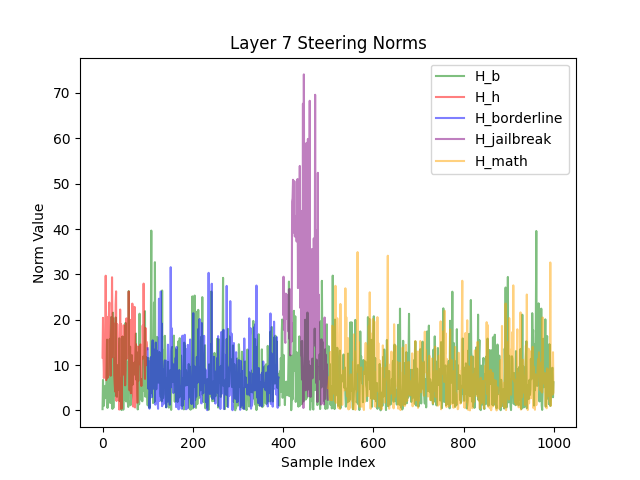 Layer 7 Steering Norms
H_b
H_h
H_borderline
H_jailbreak
H_math
Norm Value
70
60
50
40
30
20
10
0
0 200 400 600 800 1000
Sample Index